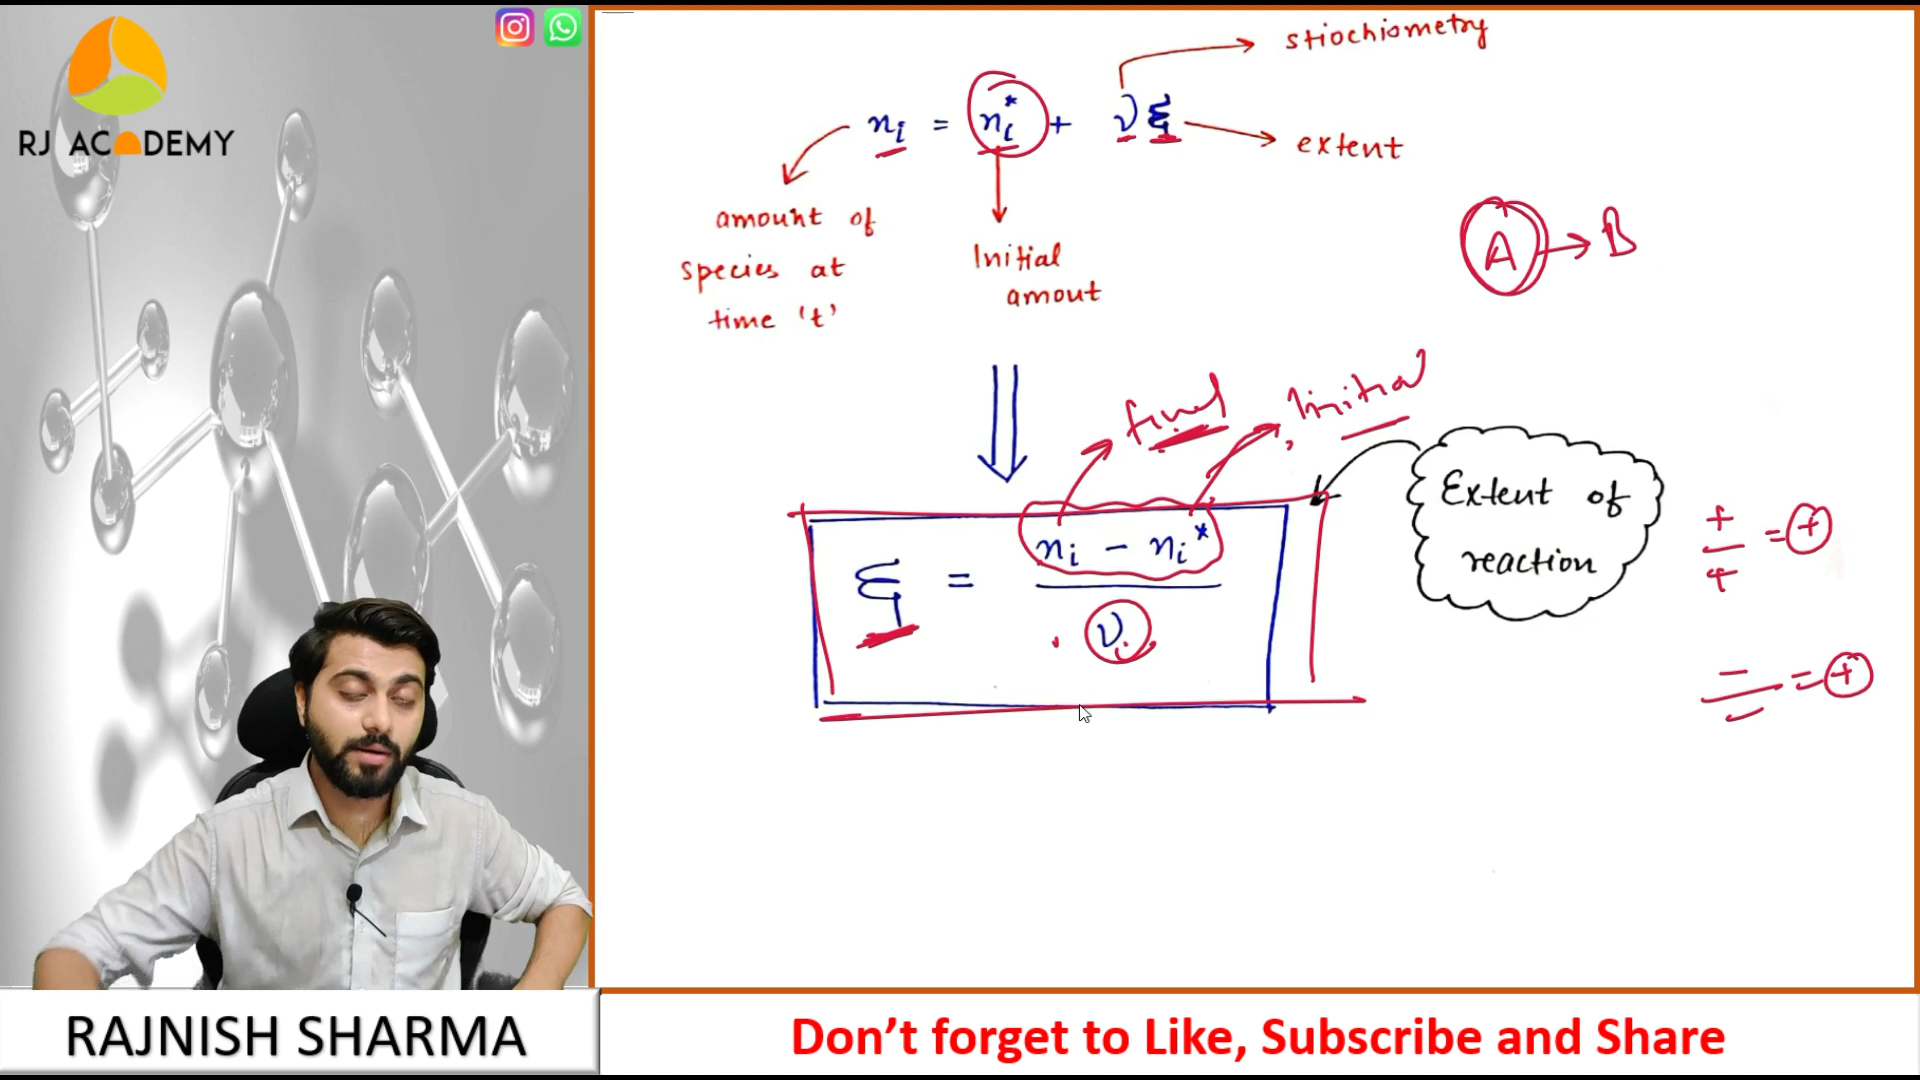 RJ ACADEMY
stiochiometry
nᵢ = nᵢ* + νξ
extent
amount of
species at
time 't'
Initial
amout
A → B
final
Initial
ξ = (nᵢ - nᵢ*) / ν
Extent of
reaction
+/+ = +
-/- = +
RAJNISH SHARMA
Don't forget to Like, Subscribe and Share